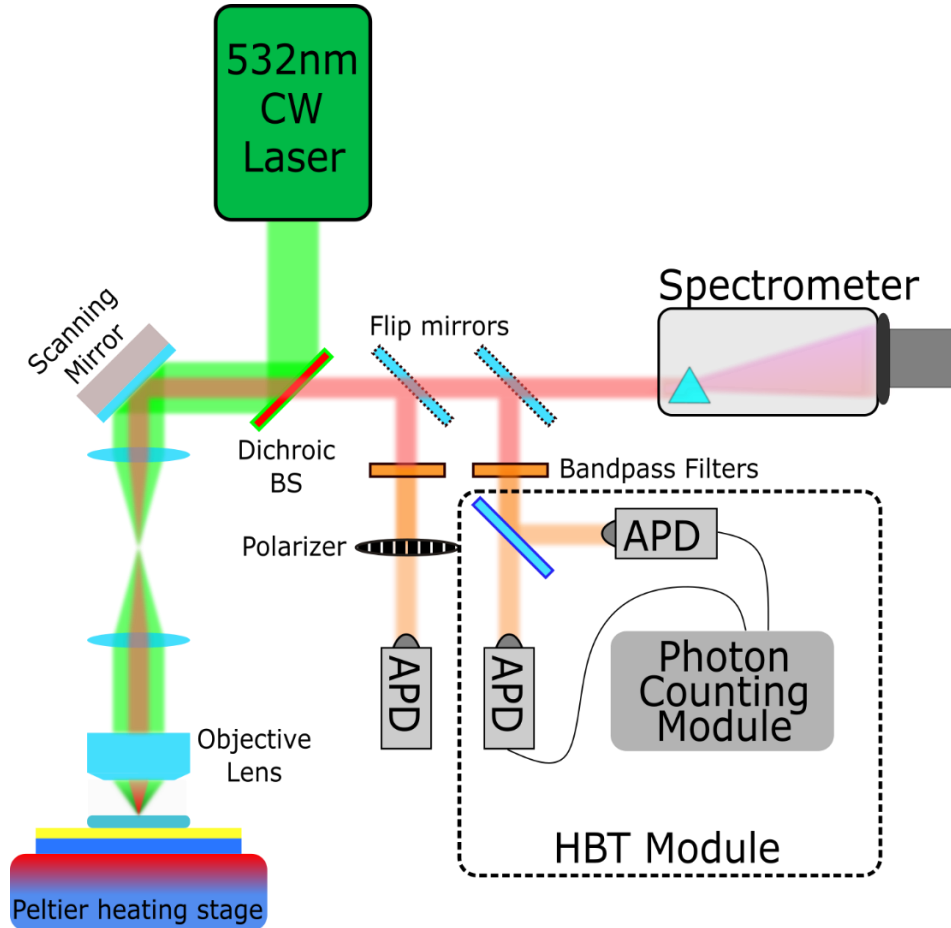 532nm
CW
Laser
Spectrometer
Scanning
Mirror
Flip mirrors
Dichroic
BS
Bandpass Filters
Polarizer
APD
APD
APD
Photon
Counting
Module
Objective
Lens
HBT Module
Peltier heating stage